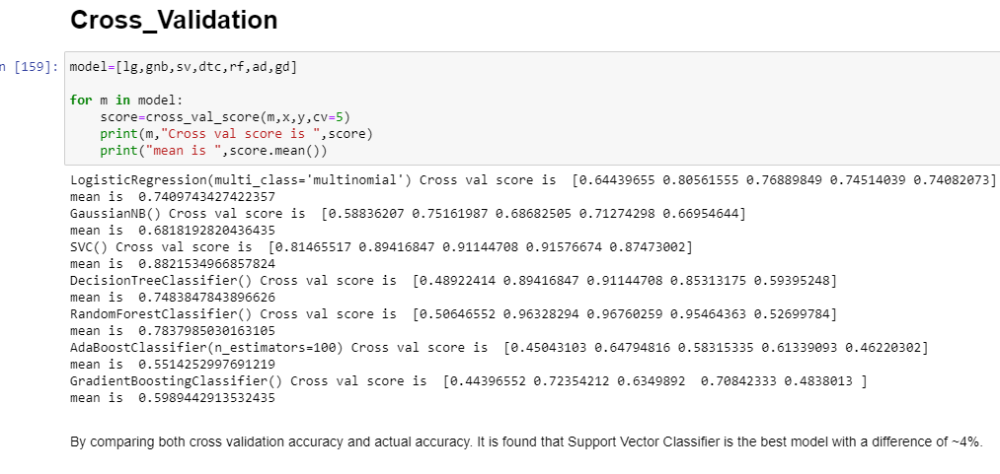 Cross_Validation
n [159]: model=[lg,gnb,sv,dtc,rf,ad,gd]
for m in model:
score=cross_val_score(m,x,y,cv=5)
print(m,"Cross val score is ",score)
print("mean is ",score.mean())
LogisticRegression(multi_class='multinomial') Cross val score is  [0.64439655 0.80561555 0.76889849 0.74514039 0.74082073]
mean is  0.7409743427422357
GaussianNB() Cross val score is  [0.58836207 0.75161987 0.68682505 0.71274298 0.66954644]
mean is  0.6818192820436435
SVC() Cross val score is  [0.81465517 0.89416847 0.91144708 0.91576674 0.87473002]
mean is  0.8821534966857824
DecisionTreeClassifier() Cross val score is  [0.48922414 0.89416847 0.91144708 0.85313175 0.59395248]
mean is  0.7483847843896626
RandomForestClassifier() Cross val score is  [0.50646552 0.96328294 0.96760259 0.95464363 0.52699784]
mean is  0.7837985030163105
AdaBoostClassifier(n_estimators=100) Cross val score is  [0.45043103 0.64794816 0.58315335 0.61339093 0.46220302]
mean is  0.5514252997691219
GradientBoostingClassifier() Cross val score is  [0.44396552 0.72354212 0.6349892  0.70842333 0.4838013 ]
mean is  0.5989442913532435
By comparing both cross validation accuracy and actual accuracy. It is found that Support Vector Classifier is the best model with a difference of ~4%.